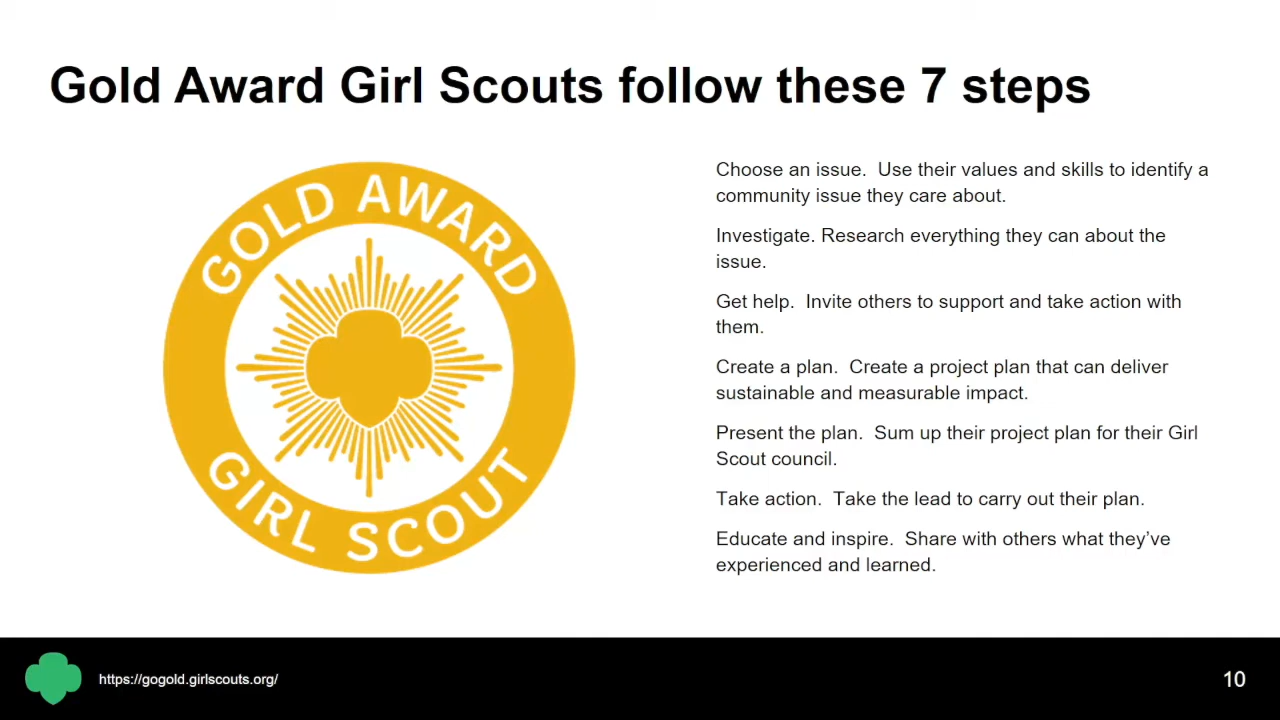 Gold Award Girl Scouts follow these 7 steps
GOLD AWARD
GIRL SCOUT
Choose an issue.  Use their values and skills to identify a
community issue they care about.
Investigate. Research everything they can about the
issue.
Get help.  Invite others to support and take action with
them.
Create a plan.  Create a project plan that can deliver
sustainable and measurable impact.
Present the plan.  Sum up their project plan for their Girl
Scout council.
Take action.  Take the lead to carry out their plan.
Educate and inspire.  Share with others what they’ve
experienced and learned.
https://gogold.girlscouts.org/
10